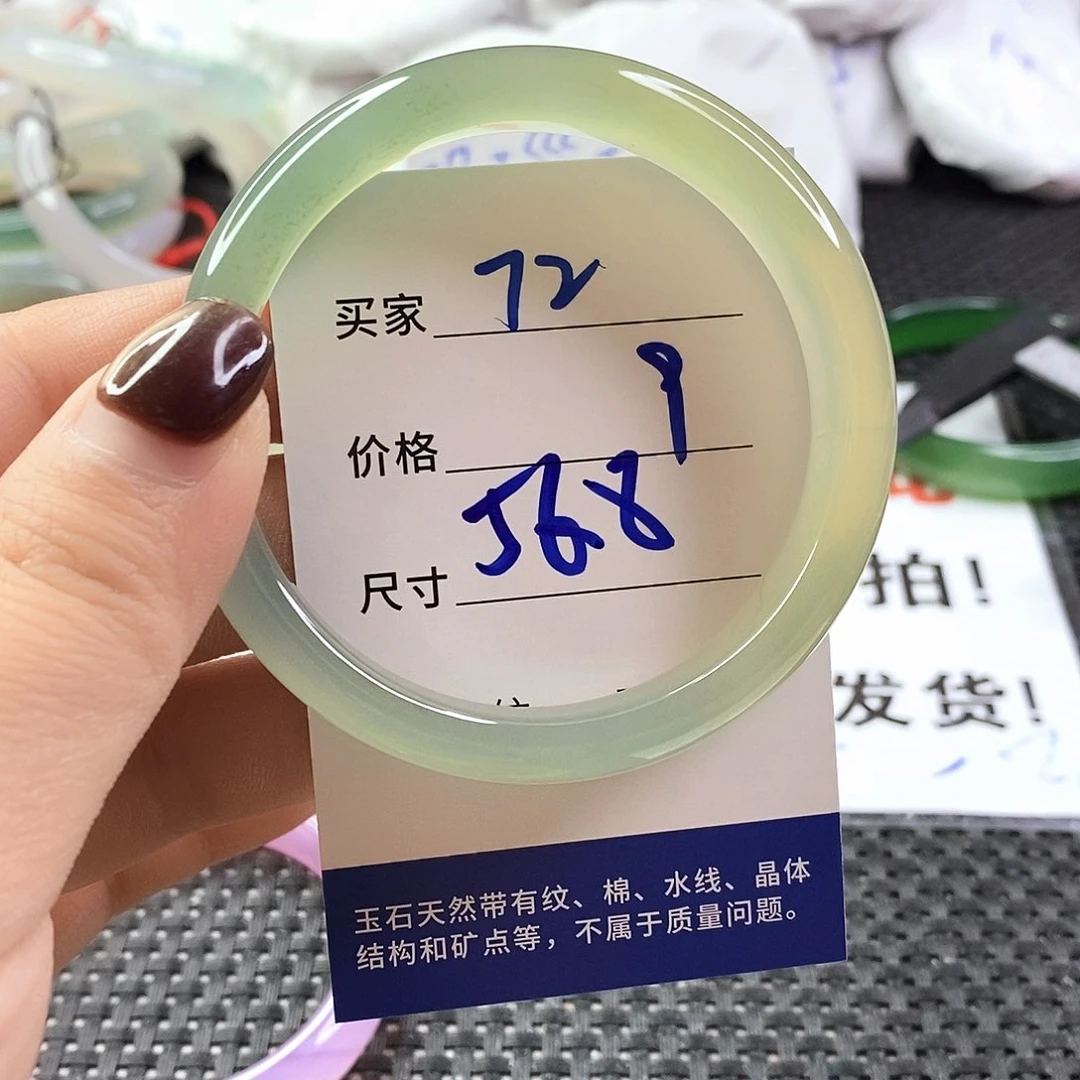 买家 72
价格 9
尺寸 568
玉石天然带有纹、棉、水线、晶体
结构和矿点等，不属于质量问题。
拍！
发货！